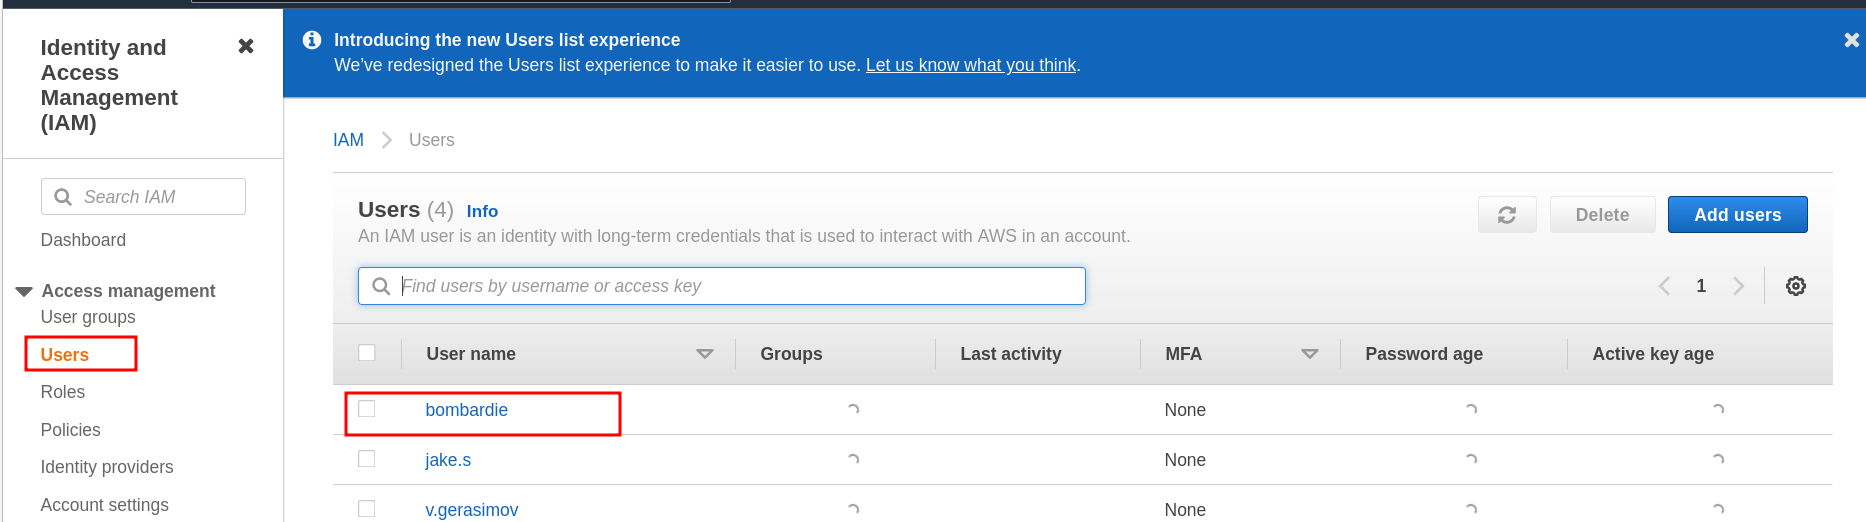 Identity and
Access
Management
(IAM)
Search IAM
Dashboard
Access management
User groups
Users
Roles
Policies
Identity providers
Account settings
Introducing the new Users list experience
We've redesigned the Users list experience to make it easier to use. Let us know what you think.
IAM Users
Users (4) Info
An IAM user is an identity with long-term credentials that is used to interact with AWS in an account.
Delete
Add users
Find users by username or access key
1
User name Groups Last activity MFA Password age Active key age
bombardie None
jake.s None
v.gerasimov None